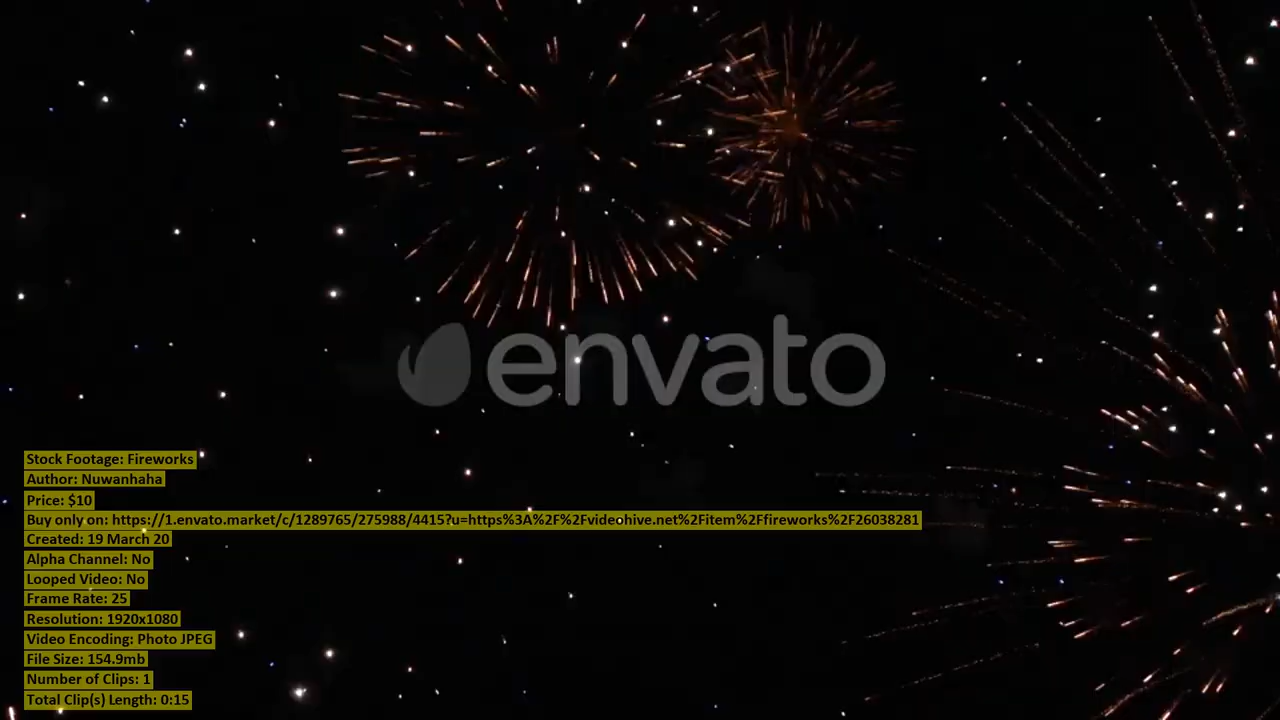 envato
Stock Footage: Fireworks
Author: Nuwanhaha
Price: $10
Buy only on: https://1.envato.market/c/1289765/275988/4415?u=https%3A%2F%2Fvideohive.net%2Fitem%2Ffireworks%2F26038281
Created: 19 March 20
Alpha Channel: No
Looped Video: No
Frame Rate: 25
Resolution: 1920x1080
Video Encoding: Photo JPEG
File Size: 154.9mb
Number of Clips: 1
Total Clip(s) Length: 0:15